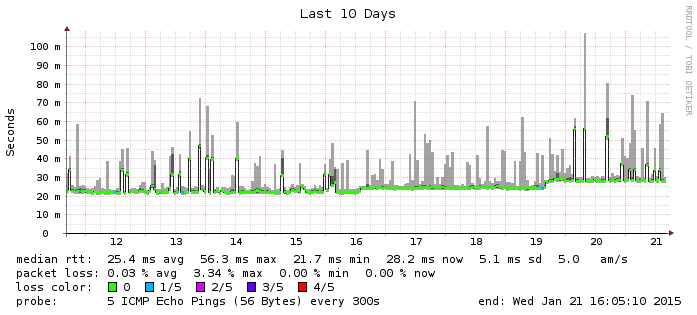 Last 10 Days
RRDTOOL / TOBI OETIKER
Seconds
100 m
90 m
80 m
70 m
60 m
50 m
40 m
30 m
20 m
10 m
0
12 13 14 15 16 17 18 19 20 21
median rtt: 25.4 ms avg 56.3 ms max 21.7 ms min 28.2 ms now 5.1 ms sd 5.0 am/s
packet loss: 0.03 % avg 3.34 % max 0.00 % min 0.00 % now
loss color: 0 1/5 2/5 3/5 4/5
probe: 5 ICMP Echo Pings (56 Bytes) every 300s end: Wed Jan 21 16:05:10 2015